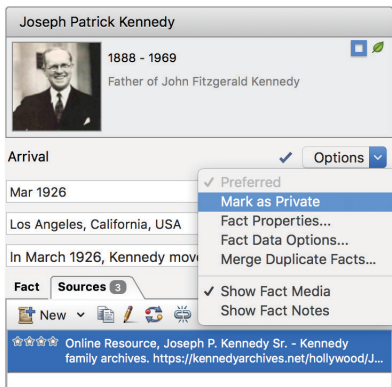 Joseph Patrick Kennedy
1888 - 1969
Father of John Fitzgerald Kennedy
Arrival
Options
Mar 1926
Los Angeles, California, USA
In March 1926, Kennedy mov
Preferred
Mark as Private
Fact Properties...
Fact Data Options...
Merge Duplicate Facts...
Show Fact Media
Show Fact Notes
Fact
Sources 3
New
Online Resource, Joseph P. Kennedy Sr. - Kennedy
family archives. https://kennedyarchives.net/hollywood/J...